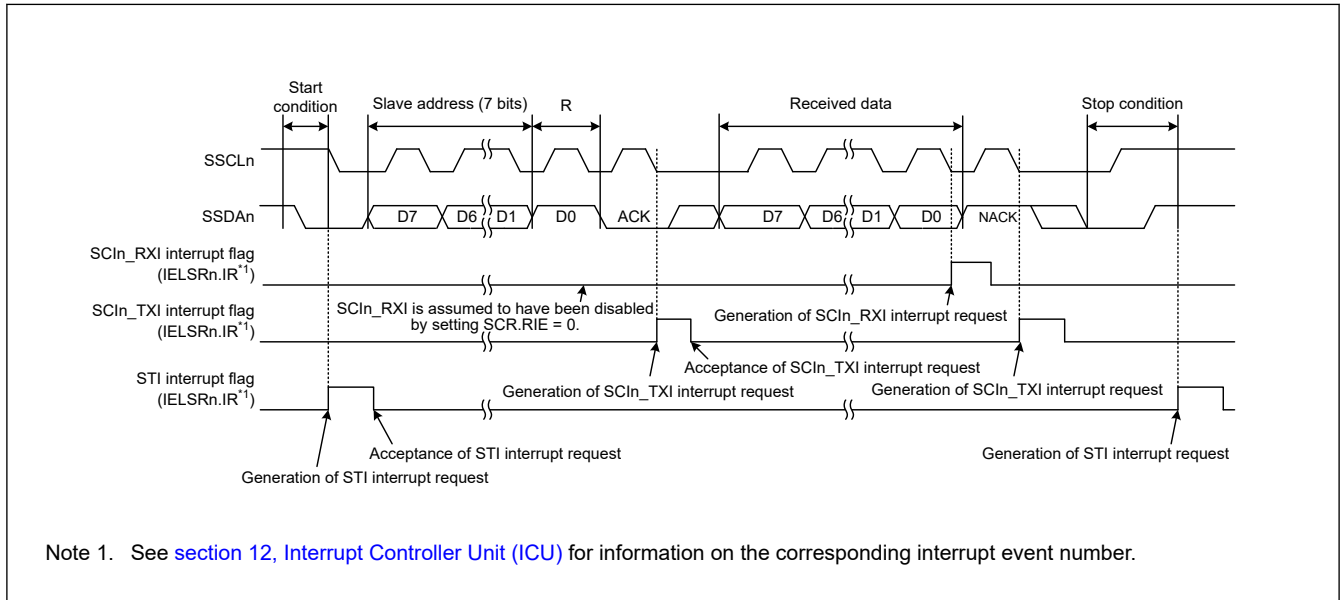 Start
condition
Slave address (7 bits)
R
Received data
Stop condition
SSCLn
SSDAn
D7
D6
D1
D0
ACK
D7
D6
D1
D0
NACK
SCIn_RXI interrupt flag
(IELSRn.IR*1)
SCIn_RXI is assumed to have been disabled
by setting SCR.RIE = 0.
Generation of SCIn_RXI interrupt request
SCIn_TXI interrupt flag
(IELSRn.IR*1)
Acceptance of SCIn_TXI interrupt request
Generation of SCIn_TXI interrupt request
Generation of SCIn_TXI interrupt request
STI interrupt flag
(IELSRn.IR*1)
Acceptance of STI interrupt request
Generation of STI interrupt request
Generation of STI interrupt request
Note 1. See section 12, Interrupt Controller Unit (ICU) for information on the corresponding interrupt event number.